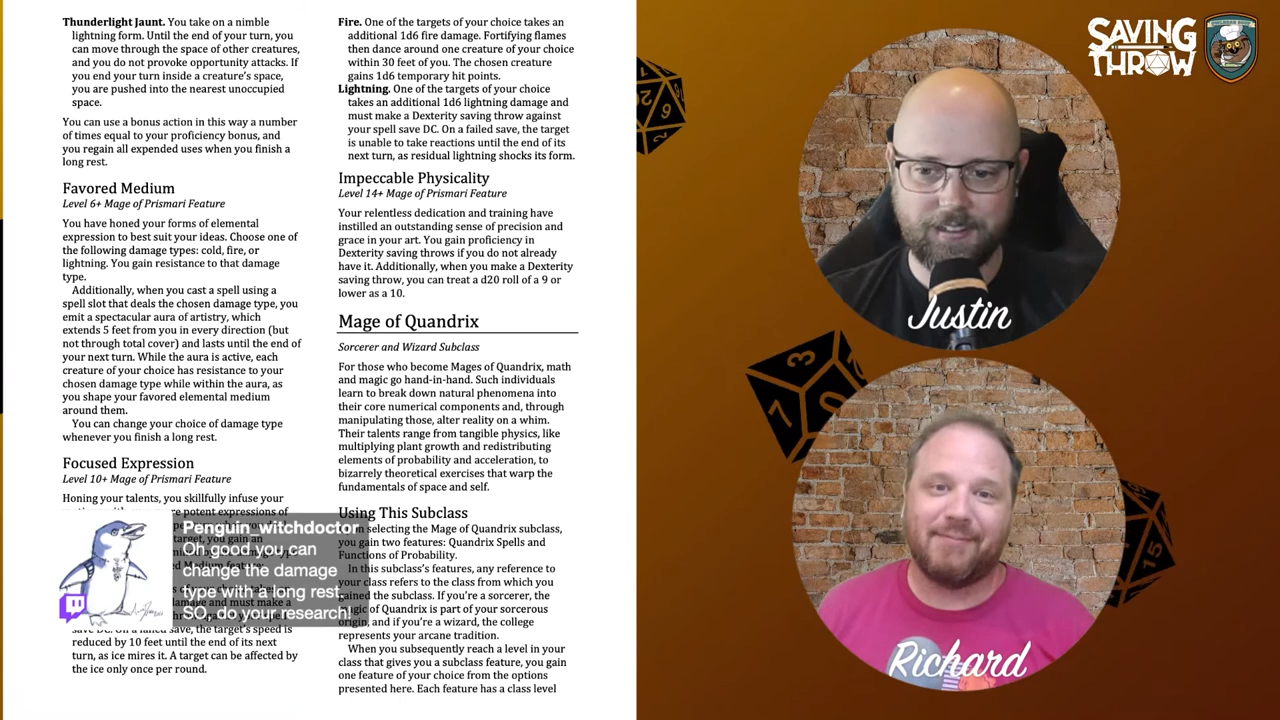 Thunderlight Jaunt. You take on a nimble
lightning form. Until the end of your turn, you
can move through the space of other creatures,
and you do not provoke opportunity attacks. If
you end your turn inside a creature's space,
you are pushed into the nearest unoccupied
space.
You can use a bonus action in this way a number
of times equal to your proficiency bonus, and
you regain all expended uses when you finish a
long rest.
Favored Medium
Level 6+ Mage of Prismari Feature
You have honed your forms of elemental
expression to best suit your ideas. Choose one of
the following damage types: cold, fire, or
lightning. You gain resistance to that damage
type.
Additionally, when you cast a spell using a
spell slot that deals the chosen damage type, you
emit a spectacular aura of artistry, which
extends 5 feet from you in every direction (but
not through total cover) and lasts until the end of
your next turn. While the aura is active, each
creature of your choice has resistance to your
chosen damage type while within the aura, as
you shape your favored elemental medium
around them.
You can change your choice of damage type
whenever you finish a long rest.
Focused Expression
Level 10+ Mage of Prismari Feature
Honing your talents, you skillfully infuse your
potent expressions of
target, you gain an
Medium feature:
damage and must make a
save DC. On a failed save, the target's speed is
reduced by 10 feet until the end of its next
turn, as ice mires it. A target can be affected by
the ice only once per round.
Fire. One of the targets of your choice takes an
additional 1d6 fire damage. Fortifying flames
then dance around one creature of your choice
within 30 feet of you. The chosen creature
gains 1d6 temporary hit points.
Lightning. One of the targets of your choice
takes an additional 1d6 lightning damage and
must make a Dexterity saving throw against
your spell save DC. On a failed save, the target
is unable to take reactions until the end of its
next turn, as residual lightning shocks its form.
Impeccable Physicality
Level 14+ Mage of Prismari Feature
Your relentless dedication and training have
instilled an outstanding sense of precision and
grace in your art. You gain proficiency in
Dexterity saving throws if you do not already
have it. Additionally, when you make a Dexterity
saving throw, you can treat a d20 roll of a 9 or
lower as a 10.
Mage of Quandrix
Sorcerer and Wizard Subclass
For those who become Mages of Quandrix, math
and magic go hand-in-hand. Such individuals
learn to break down natural phenomena into
their core numerical components and, through
manipulating those, alter reality on a whim.
Their talents range from tangible physics, like
multiplying plant growth and redistributing
elements of probability and acceleration, to
bizarrely theoretical exercises that warp the
fundamentals of space and self.
Using This Subclass
selecting the Mage of Quandrix subclass,
you gain two features: Quandrix Spells and
Functions of Probability.
In this subclass's features, any reference to
your class refers to the class from which you
gained the subclass. If you're a sorcerer, the
magic of Quandrix is part of your sorcerous
origin, and if you're a wizard, the college
represents your arcane tradition.
When you subsequently reach a level in your
class that gives you a subclass feature, you gain
one feature of your choice from the options
presented here. Each feature has a class level
Penguin_witchdoctor
Oh good you can
change the damage
type with a long rest.
SO, do your research!
SAVING
THROW
Justin
Richard